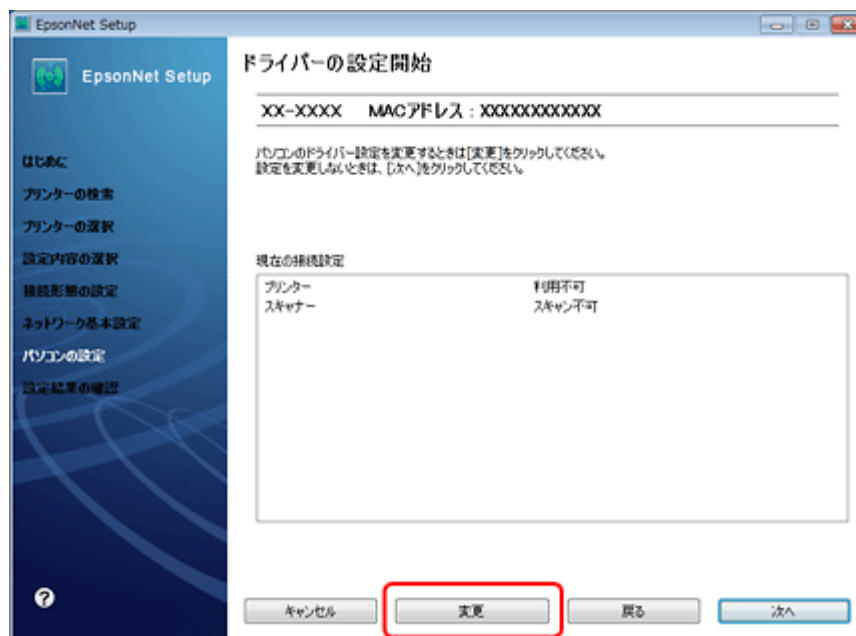 EpsonNet Setup
EpsonNet Setup
はじめに
プリンターの検索
プリンターの選択
設定内容の選択
接続形態の設定
ネットワーク基本設定
パソコンの設定
設定結果の確認
?
ドライバーの設定開始
XX-XXXX MACアドレス：XXXXXXXXXXXX
パソコンのドライバー設定を変更するときは[変更]をクリックしてください。
設定を変更しないときは、[次へ]をクリックしてください。
現在の接続設定
プリンター 利用不可
スキャナー スキャン不可
キャンセル 変更 戻る 次へ